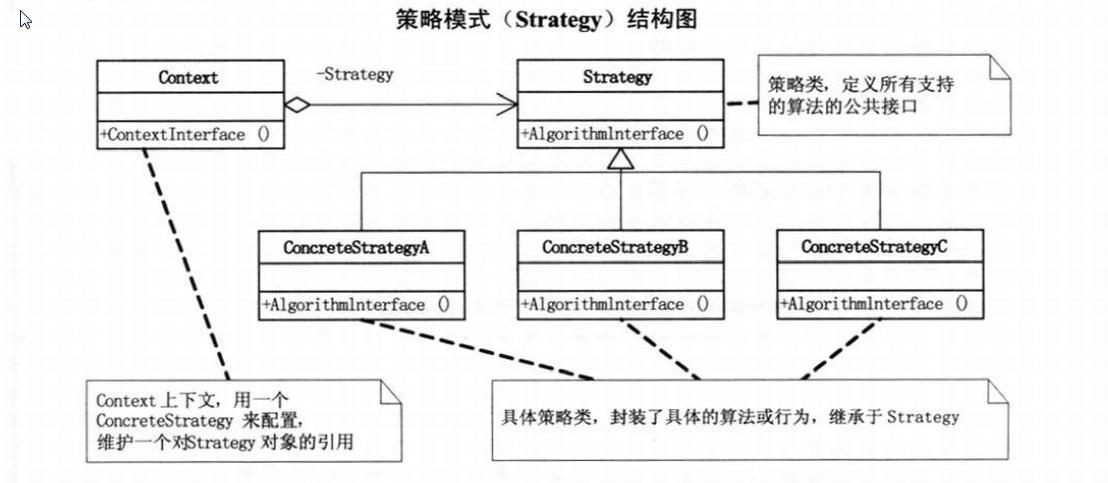 策略模式（Strategy）结构图
Context
-Strategy
Strategy
策略类，定义所有支持
的算法的公共接口
+ContextInterface ()
+AlgorithmInterface ()
ConcreteStrategyA
ConcreteStrategyB
ConcreteStrategyC
+AlgorithmInterface ()
+AlgorithmInterface ()
+AlgorithmInterface ()
Context 上下文，用一个
ConcreteStrategy 来配置，
维护一个对Strategy 对象的引用
具体策略类，封装了具体的算法或行为，继承于 Strategy